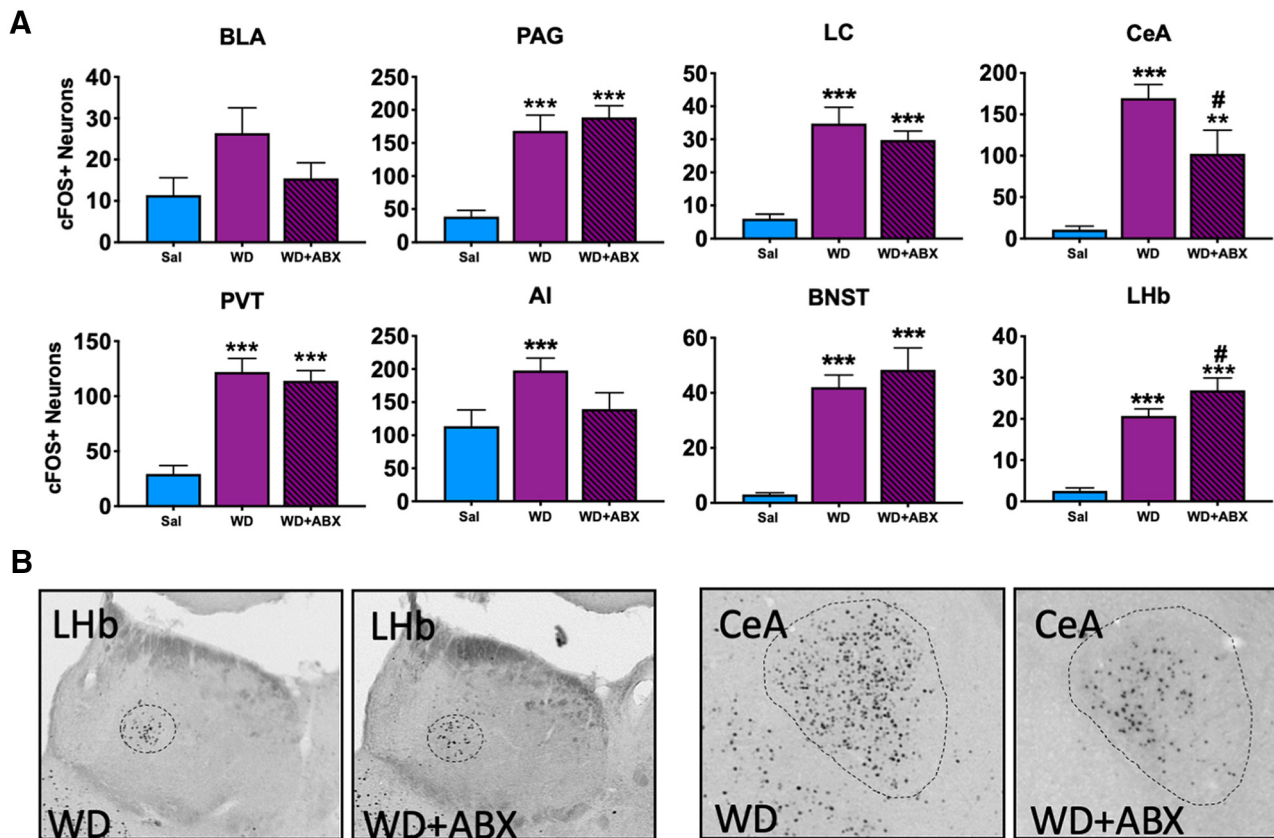 A
BLA
PAG
LC
CeA
cFOS+ Neurons
40
30
20
10
0
Sal
WD
WD+ABX
250
200
150
100
50
0
***
***
Sal
WD
WD+ABX
50
40
30
20
10
0
***
***
Sal
WD
WD+ABX
200
150
100
50
0
***
#
**
Sal
WD
WD+ABX
PVT
AI
BNST
LHb
cFOS+ Neurons
150
100
50
0
***
***
Sal
WD
WD+ABX
250
200
150
100
50
0
***
Sal
WD
WD+ABX
60
40
20
0
***
***
Sal
WD
WD+ABX
40
30
20
10
0
***
#
***
Sal
WD
WD+ABX
B
LHb
WD
LHb
WD+ABX
CeA
WD
CeA
WD+ABX